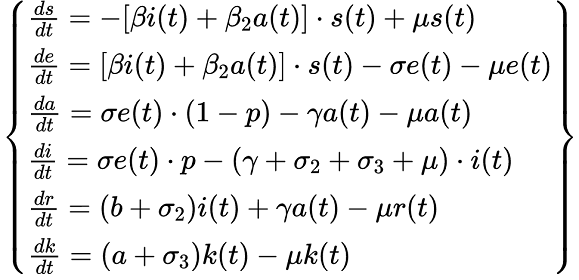 ds/dt = −[βi(t) + β₂a(t)] · s(t) + μs(t)
de/dt = [βi(t) + β₂a(t)] · s(t) − σe(t) − μe(t)
da/dt = σe(t) · (1 − p) − γa(t) − μa(t)
di/dt = σe(t) · p − (γ + σ₂ + σ₃ + μ) · i(t)
dr/dt = (b + σ₂)i(t) + γa(t) − μr(t)
dk/dt = (a + σ₃)k(t) − μk(t)